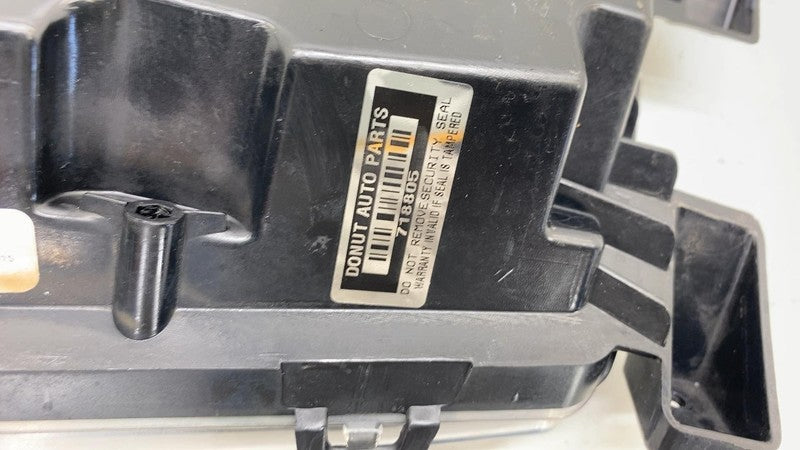 DONUT AUTO PARTS
718805
DO NOT REMOVE SECURITY SEAL
WARRANTY INVALID IF SEAL IS TAMPERED